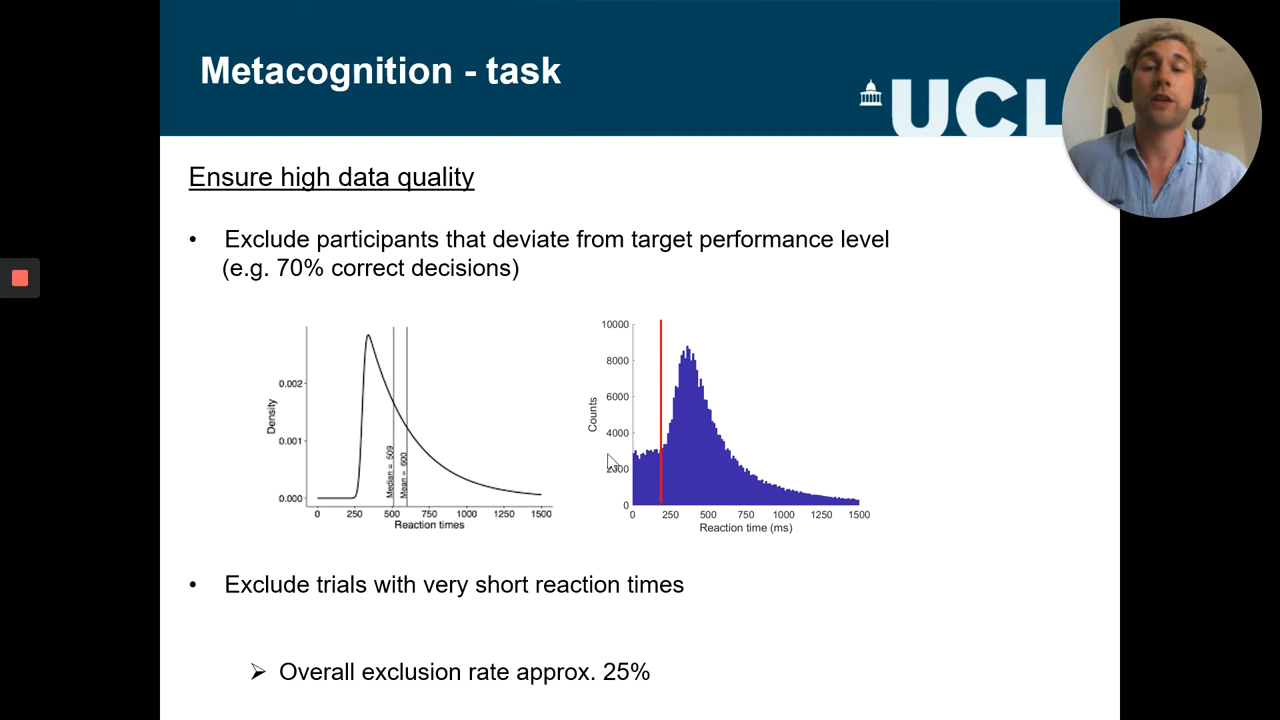 Metacognition - task
UCL
Ensure high data quality
• Exclude participants that deviate from target performance level
(e.g. 70% correct decisions)
0.002
0.001
0.000
Density
Median = 509
Mean = 600
0 250 500 750 1000 1250 1500
Reaction times
10000
8000
6000
4000
2000
0
Counts
0 250 500 750 1000 1250 1500
Reaction time (ms)
• Exclude trials with very short reaction times
➢ Overall exclusion rate approx. 25%